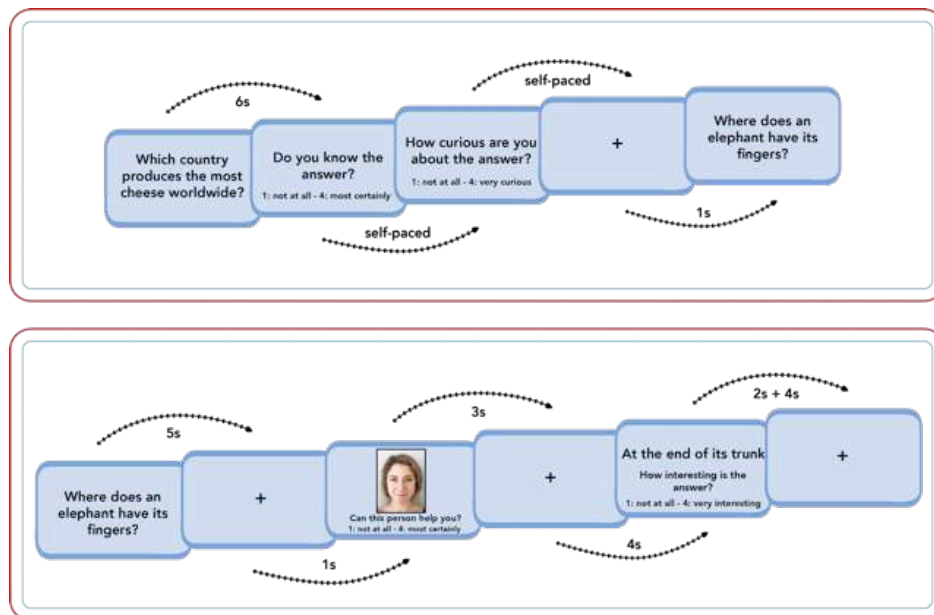 6s
self-paced
Which country
produces the most
cheese worldwide?
Do you know the
answer?
1: not at all - 4: most certainly
How curious are you
about the answer?
1: not at all - 4: very curious
+
Where does an
elephant have its
fingers?
self-paced
1s
5s
3s
2s + 4s
Where does an
elephant have its
fingers?
+
Can this person help you?
1: not at all - 4: most certainly
+
At the end of its trunk
How interesting is the
answer?
1: not at all - 4: very interesting
+
1s
4s